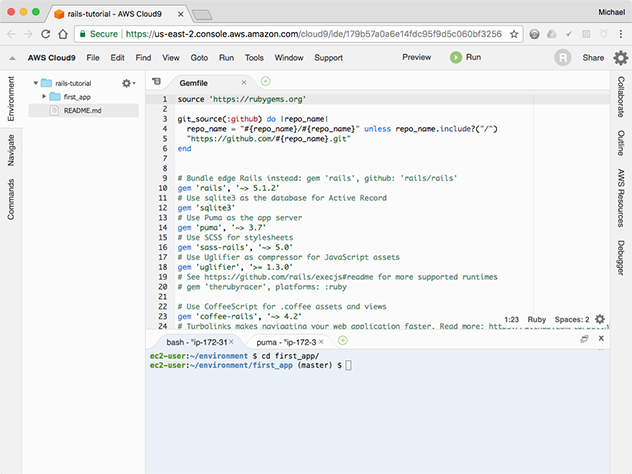 rails-tutorial - AWS Cloud9
Michael
Secure https://us-east-2.console.aws.amazon.com/cloud9/ide/179b57a0a6e14fdc95f9d5c060bf3256
AWS Cloud9 File Edit Find View Goto Run Tools Window Support Preview Run R Share
Environment
Navigate
Commands
rails-tutorial
first_app
README.md
Gemfile
1 source 'https://rubygems.org'
2
3 git_source(:github) do |repo_name|
4 repo_name = "#{repo_name}/#{repo_name}" unless repo_name.include?("/")
5 "https://github.com/#{repo_name}.git"
6 end
7
8
9 # Bundle edge Rails instead: gem 'rails', github: 'rails/rails'
10 gem 'rails', '~> 5.1.2'
11 # Use sqlite3 as the database for Active Record
12 gem 'sqlite3'
13 # Use Puma as the app server
14 gem 'puma', '~> 3.7'
15 # Use SCSS for stylesheets
16 gem 'sass-rails', '~> 5.0'
17 # Use Uglifier as compressor for JavaScript assets
18 gem 'uglifier', '>= 1.3.0'
19 # See https://github.com/rails/execjs#readme for more supported runtimes
20 # gem 'therubyracer', platforms: :ruby
21
22 # Use CoffeeScript for .coffee assets and views
23 gem 'coffee-rails', '~> 4.2'
24 # Turbolinks makes navigating your web application faster. Read more:
1:23 Ruby Spaces: 2
Collaborate
Outline
AWS Resources
Debugger
bash - "ip-172-31 puma - "ip-172-3
ec2-user:~/environment $ cd first_app/
ec2-user:~/environment/first_app (master) $